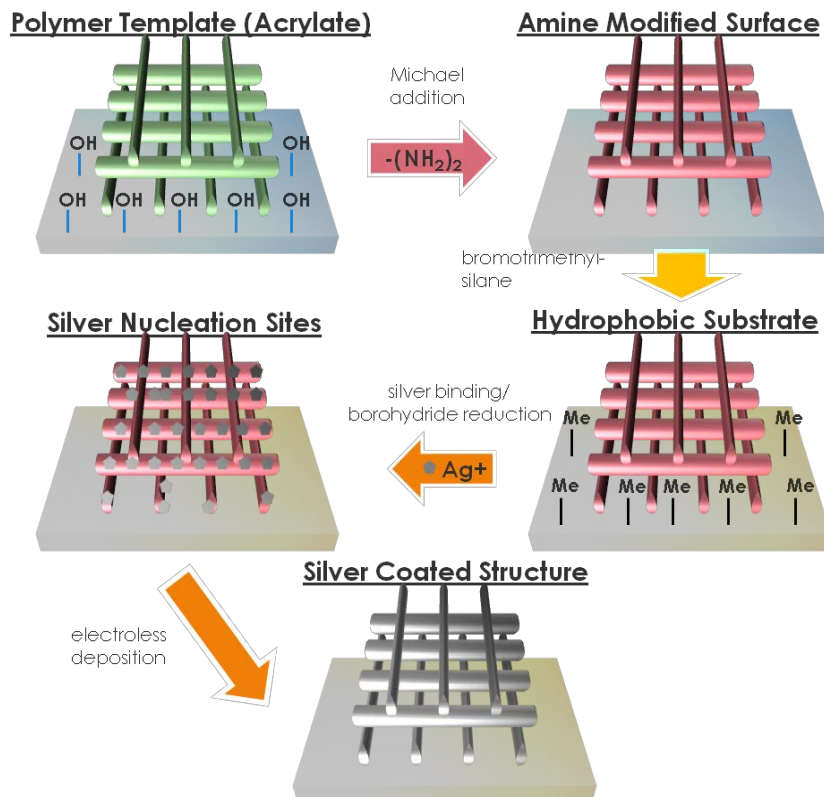 Polymer Template (Acrylate)
Amine Modified Surface
Michael
addition
-(NH₂)₂
OH
OH
OH
OH
OH
OH
OH
bromotrimethyl-
silane
Silver Nucleation Sites
Hydrophobic Substrate
silver binding/
borohydride reduction
Ag+
Me
Me
Me
Me
Me
Me
Me
Silver Coated Structure
electroless
deposition